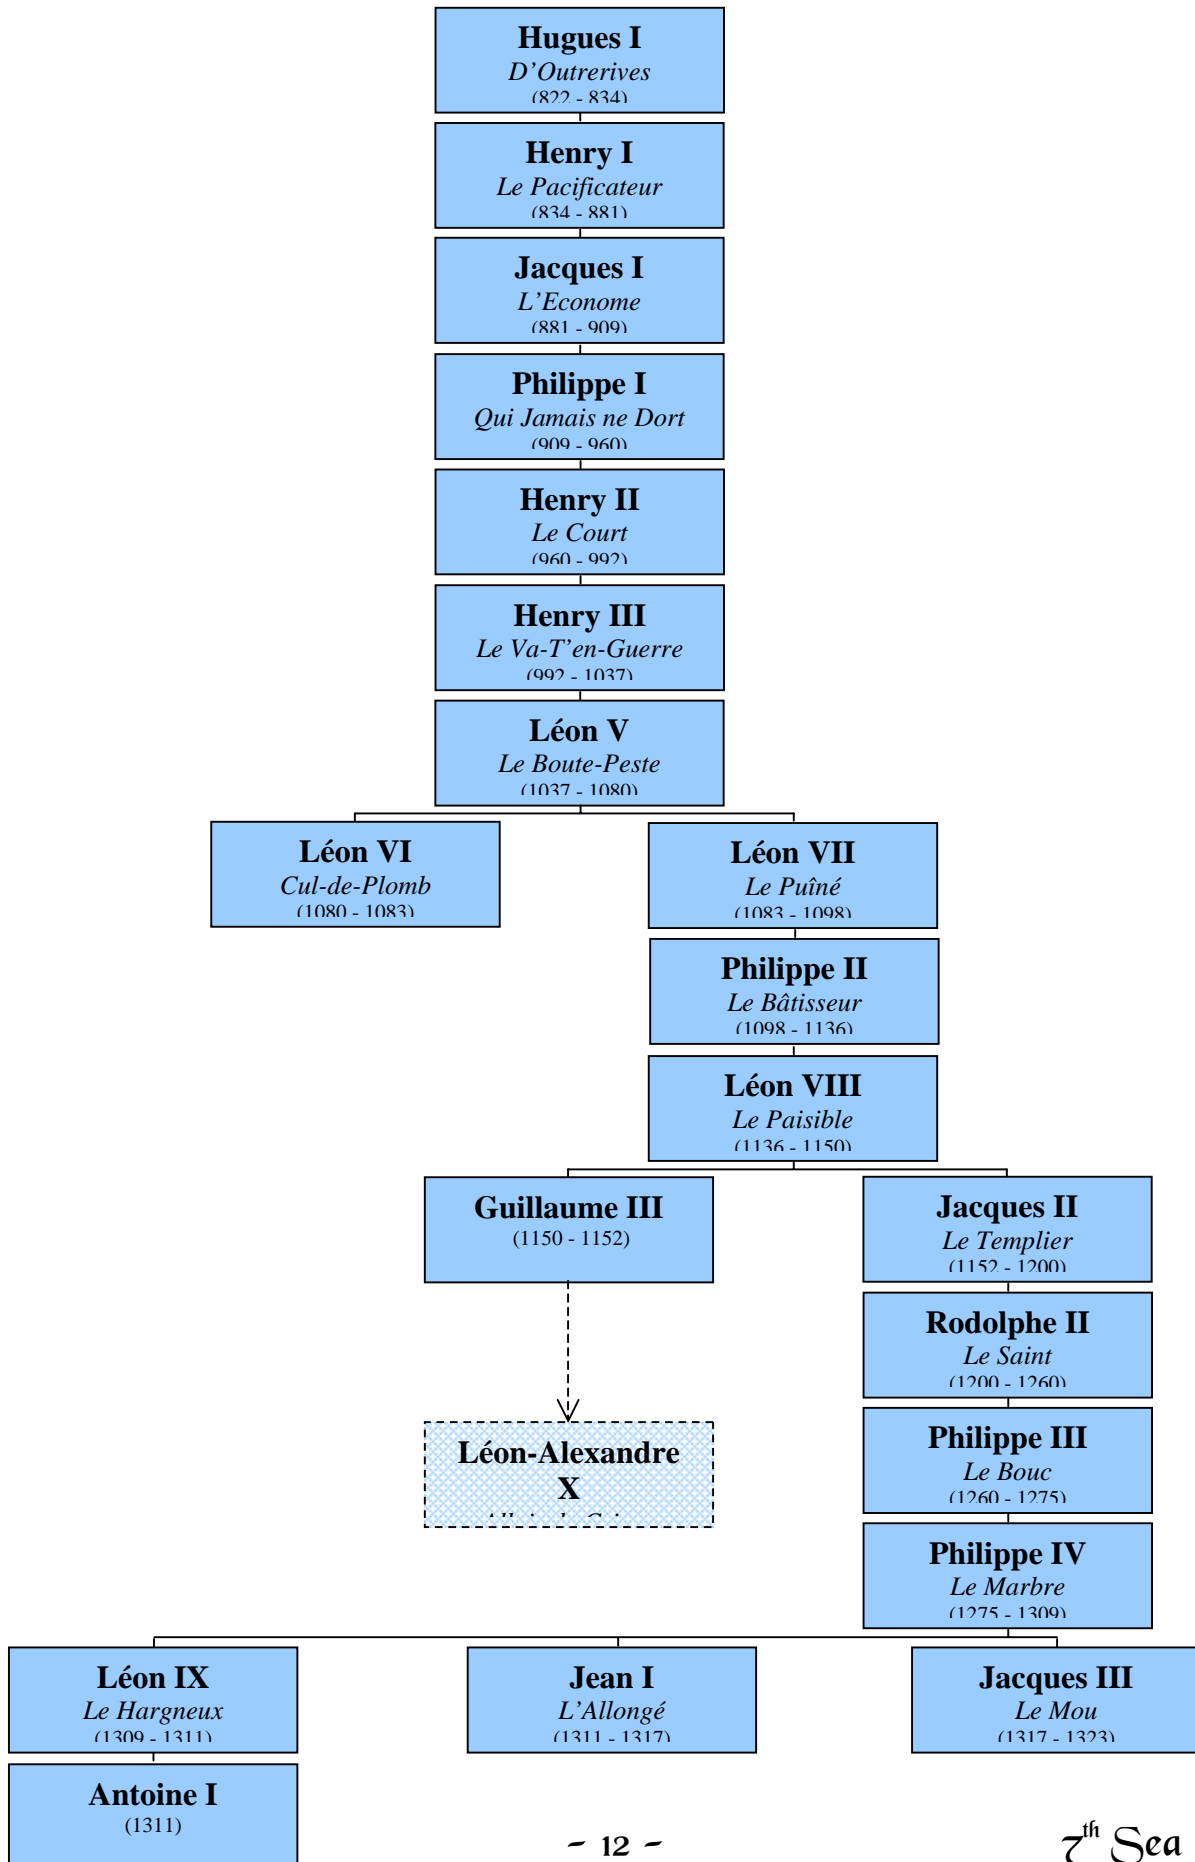 Hugues I
D'Outrerives
(822 - 834)
Henry I
Le Pacificateur
(834 - 881)
Jacques I
L'Econome
(881 - 909)
Philippe I
Qui Jamais ne Dort
(909 - 960)
Henry II
Le Court
(960 - 992)
Henry III
Le Va-T'en-Guerre
(992 - 1037)
Léon V
Le Boute-Peste
(1037 - 1080)
Léon VI
Cul-de-Plomb
(1080 - 1083)
Léon VII
Le Puîné
(1083 - 1098)
Philippe II
Le Bâtisseur
(1098 - 1136)
Léon VIII
Le Paisible
(1136 - 1150)
Guillaume III
(1150 - 1152)
Jacques II
Le Templier
(1152 - 1200)
Rodolphe II
Le Saint
(1200 - 1260)
Léon-Alexandre
X
Philippe III
Le Bouc
(1260 - 1275)
Philippe IV
Le Marbre
(1275 - 1309)
Léon IX
Le Hargneux
(1309 - 1311)
Jean I
L'Allongé
(1311 - 1317)
Jacques III
Le Mou
(1317 - 1323)
Antoine I
(1311)
- 12 -
7th Sea